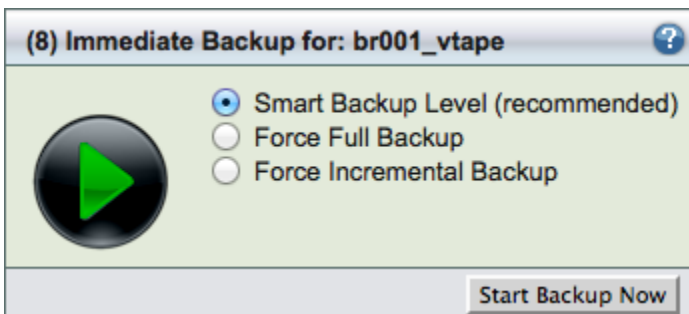 (8) Immediate Backup for: br001_vtape ?
Smart Backup Level (recommended)
Force Full Backup
Force Incremental Backup
Start Backup Now